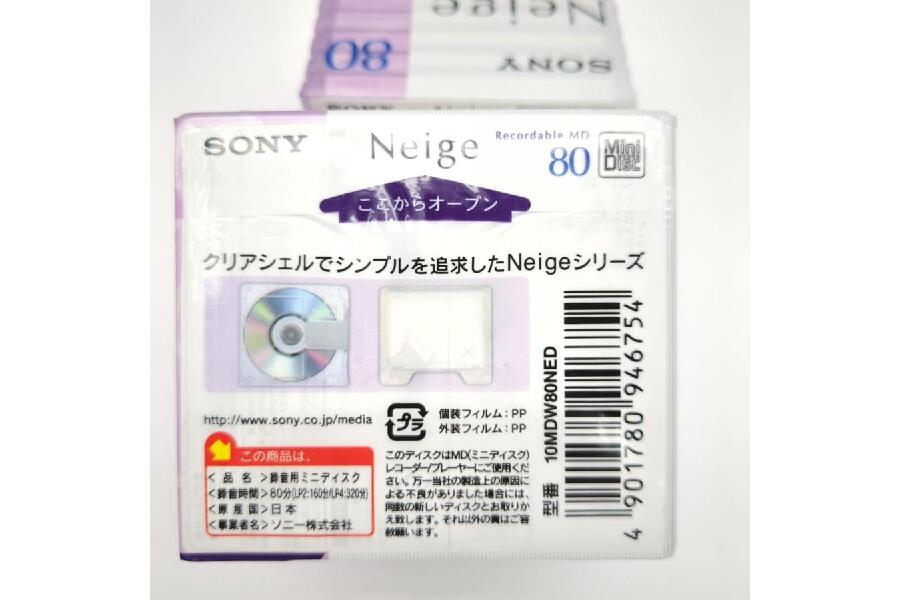 Neige
80
SONY
SONY
Neige
Recordable MD
80
Mini
Disc
ここからオープン
クリアシェルでシンプルを追求したNeigeシリーズ
http://www.sony.co.jp/media
プラ
個装フィルム：PP
外装フィルム：PP
この商品は、
＜品名＞録音用ミニディスク
＜録音時間＞80分(LP2:160分/LP4:320分)
＜原産国＞日本
＜事業者名＞ソニー株式会社
このディスクはMD(ミニディスク)
レコーダー/プレーヤーにご使用くだ
さい。万一当社の製造上の原因に
よる不良がありました場合には、
同数の新しいディスクとお取りか
え致します。それ以外の責はご容
赦願います。
型番 10MDW80NED
4 901780 946754